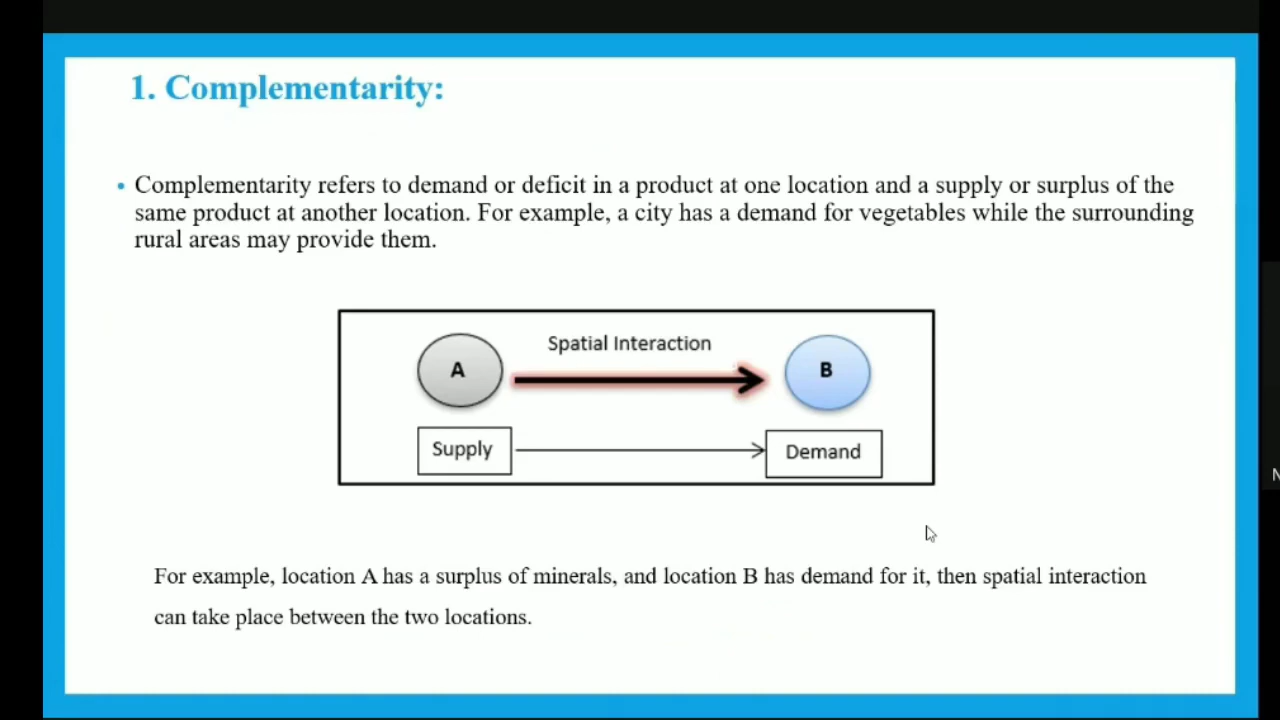 1. Complementarity:
• Complementarity refers to demand or deficit in a product at one location and a supply or surplus of the
same product at another location. For example, a city has a demand for vegetables while the surrounding
rural areas may provide them.
Spatial Interaction
A
B
Supply
Demand
For example, location A has a surplus of minerals, and location B has demand for it, then spatial interaction
can take place between the two locations.
N